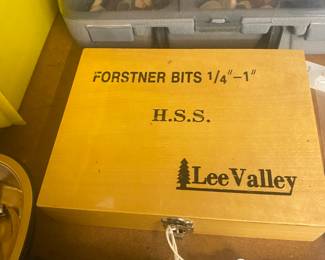 FORSTNER BITS 1/4"-1"
H.S.S.
Lee Valley